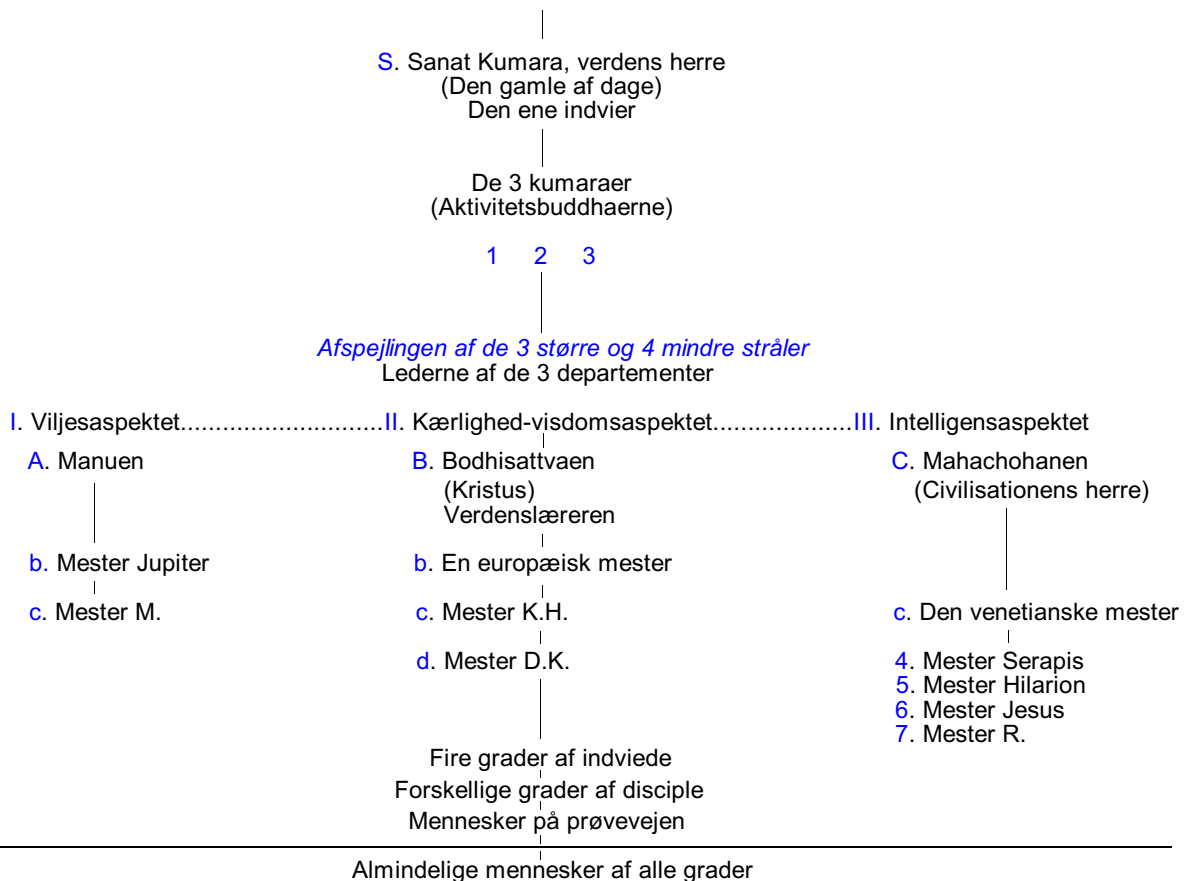 S. Sanat Kumara, verdens herre
(Den gamle af dage)
Den ene indvier
De 3 kumaraer
(Aktivitetsbuddhaerne)
1 2 3
Afspejlingen af de 3 større og 4 mindre stråler
Lederne af de 3 departementer
I. Viljesaspektet............................II. Kærlighed-visdomsaspektet....................III. Intelligensaspektet
A. Manuen B. Bodhisattvaen C. Mahachohanen
(Kristus) (Civilisationens herre)
Verdenslæreren
b. Mester Jupiter b. En europæisk mester
c. Mester M. c. Mester K.H. c. Den venetianske mester
d. Mester D.K. 4. Mester Serapis
5. Mester Hilarion
6. Mester Jesus
7. Mester R.
Fire grader af indviede
Forskellige grader af disciple
Mennesker på prøvevejen
Almindelige mennesker af alle grader